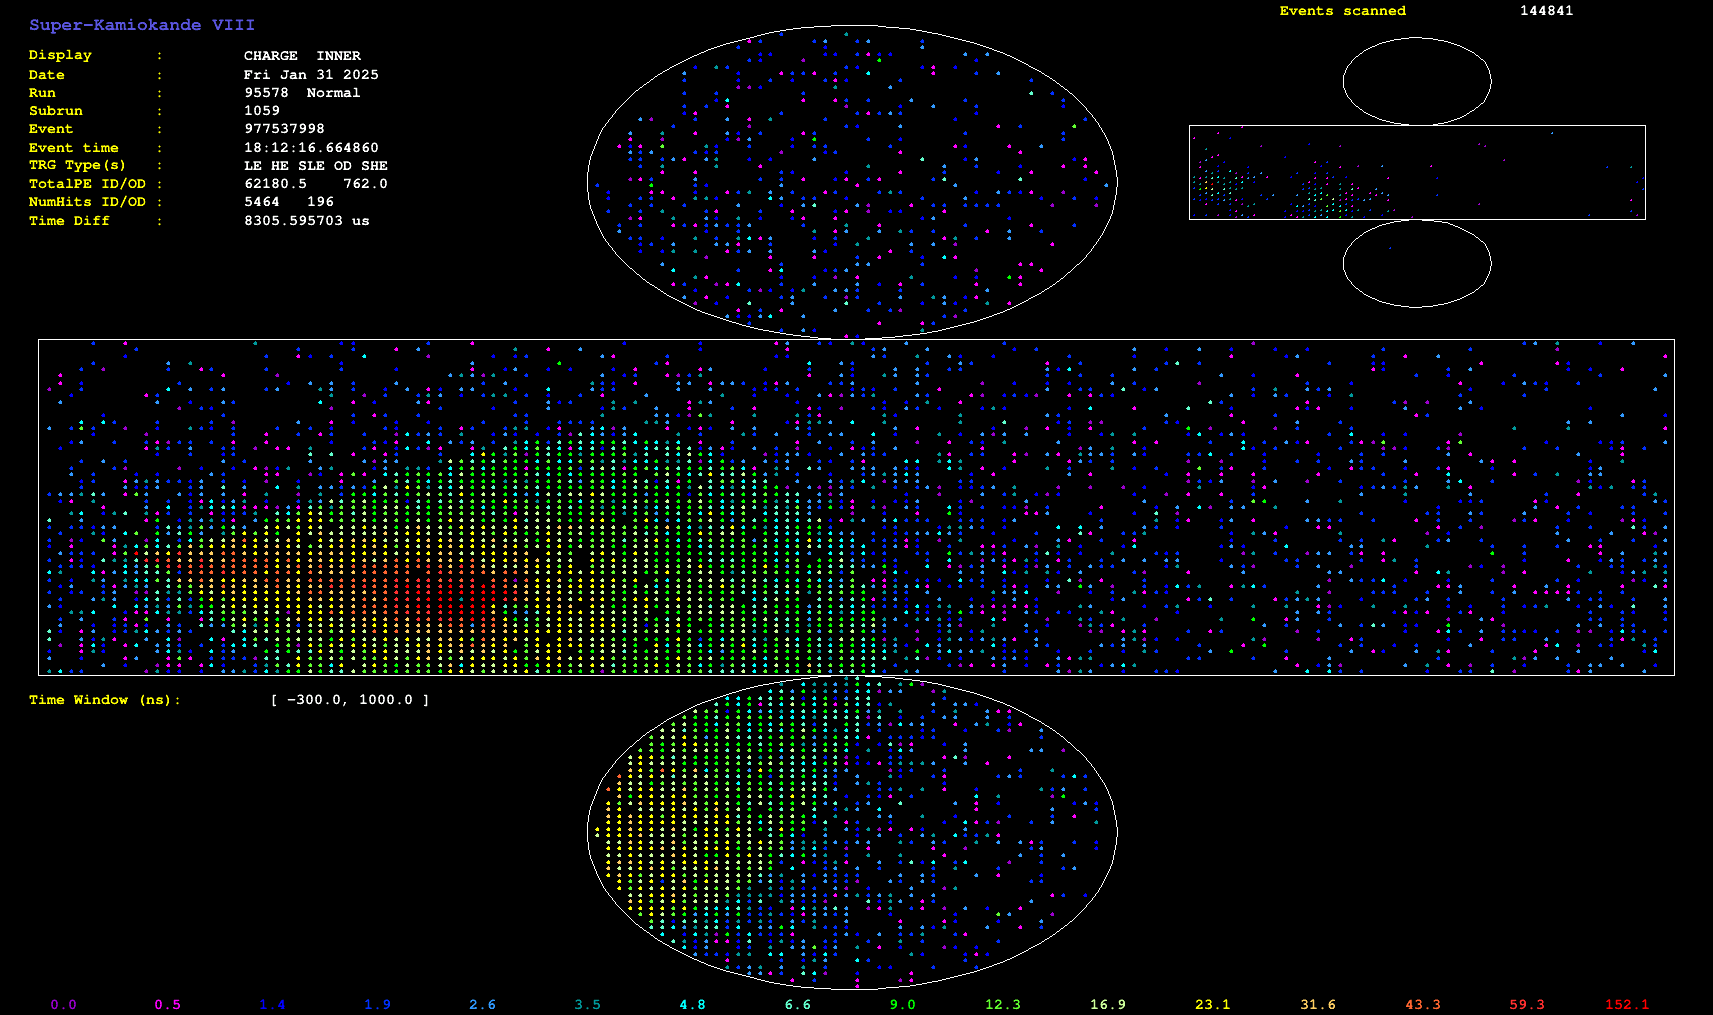 Super-Kamiokande VIII
Events scanned 144841
Display : CHARGE INNER
Date : Fri Jan 31 2025
Run : 95578 Normal
Subrun : 1059
Event : 977537998
Event time : 18:12:16.664860
TRG Type(s) : LE HE SLE OD SHE
TotalPE ID/OD : 62180.5 762.0
NumHits ID/OD : 5464 196
Time Diff : 8305.595703 us
Time Window (ns): [ -300.0, 1000.0 ]
0.0 0.5 1.4 1.9 2.6 3.5 4.8 6.6 9.0 12.3 16.9 23.1 31.6 43.3 59.3 152.1